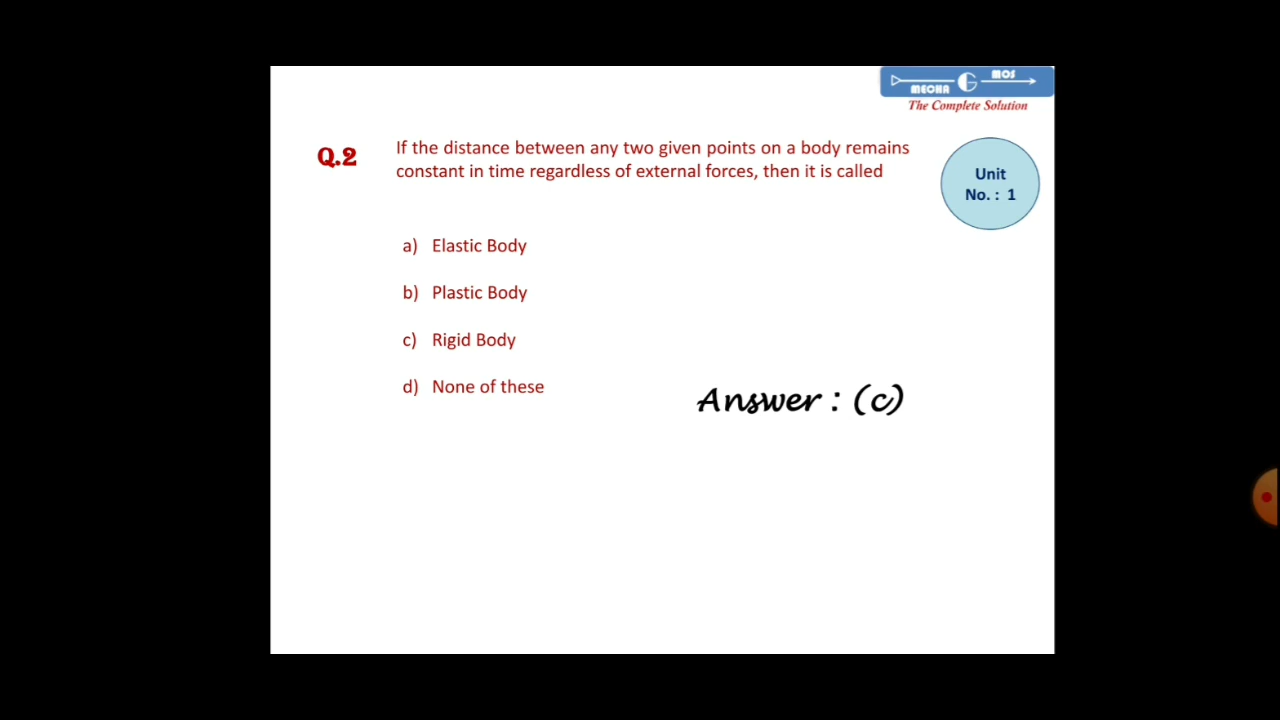 MECHA G MOS
The Complete Solution
Q.2 If the distance between any two given points on a body remains
constant in time regardless of external forces, then it is called
Unit
No. : 1
a) Elastic Body
b) Plastic Body
c) Rigid Body
d) None of these
Answer : (c)